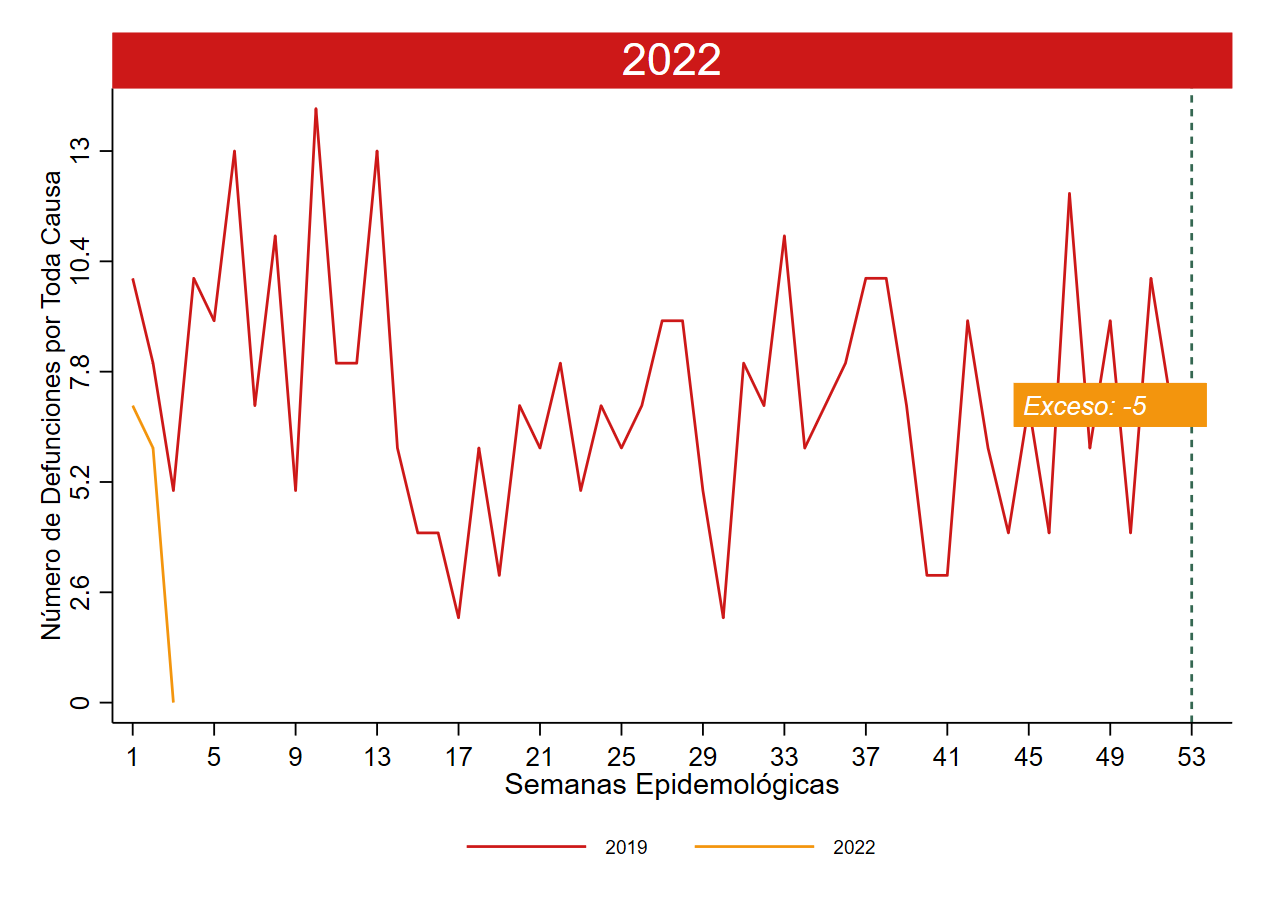 2022
Número de Defunciones por Toda Causa
13
10.4
7.8
5.2
2.6
0
Exceso: -5
1 5 9 13 17 21 25 29 33 37 41 45 49 53
Semanas Epidemológicas
2019 2022